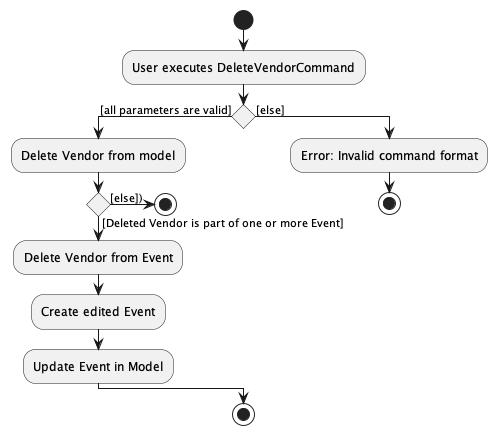 User executes DeleteVendorCommand
[all parameters are valid]
[else]
Delete Vendor from model
Error: Invalid command format
[else])
[Deleted Vendor is part of one or more Event]
Delete Vendor from Event
Create edited Event
Update Event in Model